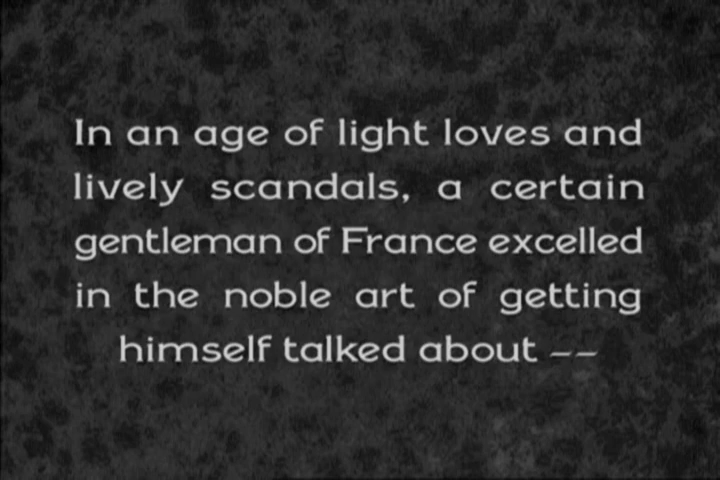 In an age of light loves and
lively scandals, a certain
gentleman of France excelled
in the noble art of getting
himself talked about --